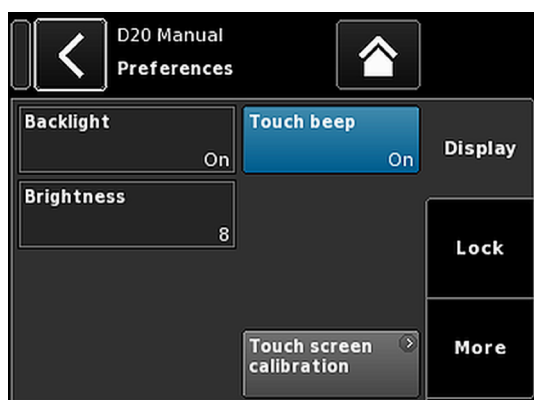 D20 Manual
Preferences
Backlight
On
Touch beep
On
Display
Brightness
8
Lock
Touch screen
calibration
More